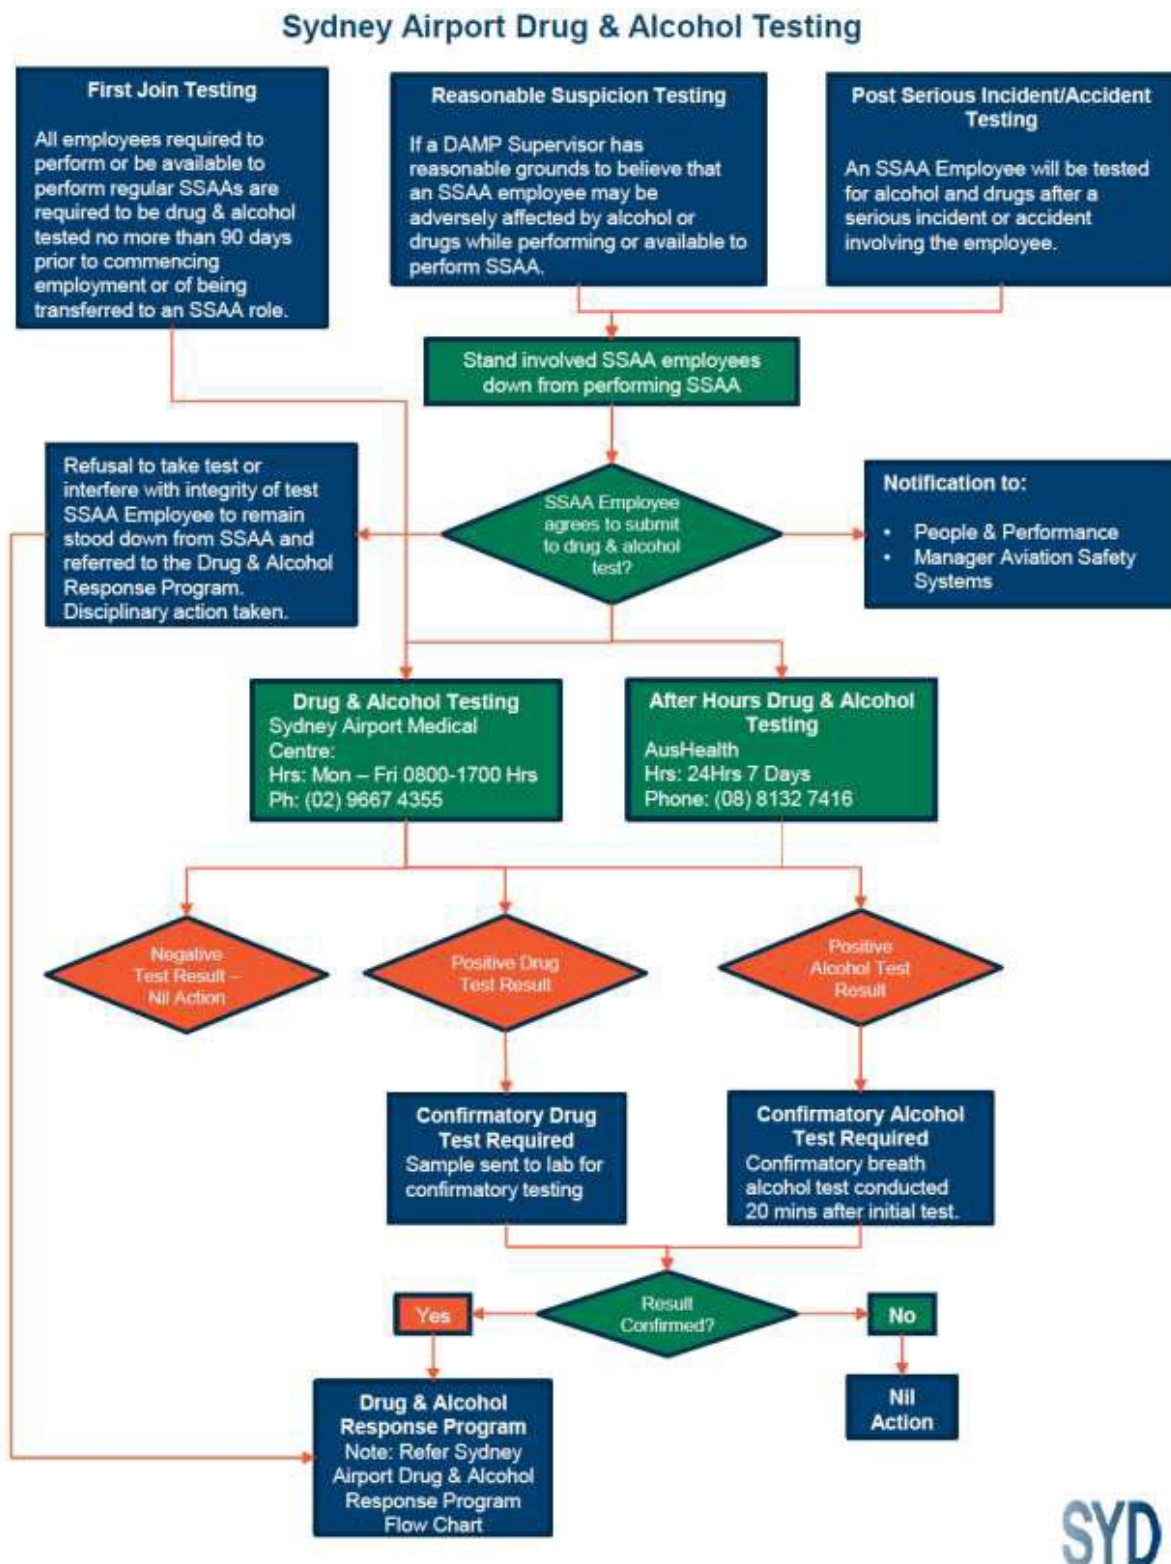 Sydney Airport Drug & Alcohol Testing
First Join Testing
All employees required to
perform or be available to
perform regular SSAAs are
required to be drug & alcohol
tested no more than 90 days
prior to commencing
employment or of being
transferred to an SSAA role.
Reasonable Suspicion Testing
If a DAMP Supervisor has
reasonable grounds to believe that
an SSAA employee may be
adversely affected by alcohol or
drugs while performing or available to
perform SSAA.
Post Serious Incident/Accident
Testing
An SSAA Employee will be tested
for alcohol and drugs after a
serious incident or accident
involving the employee.
Stand involved SSAA employees
down from performing SSAA
Refusal to take test or
interfere with integrity of test
SSAA Employee to remain
stood down from SSAA and
referred to the Drug & Alcohol
Response Program.
Disciplinary action taken.
SSAA Employee
agrees to submit
to drug & alcohol
test?
Notification to:
• People & Performance
• Manager Aviation Safety
Systems
Drug & Alcohol Testing
Sydney Airport Medical
Centre:
Hrs: Mon – Fri 0800-1700 Hrs
Ph: (02) 9667 4355
After Hours Drug & Alcohol
Testing
AusHealth
Hrs: 24Hrs 7 Days
Phone: (08) 8132 7416
Negative
Test Result –
Nil Action
Positive Drug
Test Result
Positive
Alcohol Test
Result
Confirmatory Drug
Test Required
Sample sent to lab for
confirmatory testing
Confirmatory Alcohol
Test Required
Confirmatory breath
alcohol test conducted
20 mins after initial test.
Result
Confirmed?
Yes
No
Drug & Alcohol
Response Program
Note: Refer Sydney
Airport Drug & Alcohol
Response Program
Flow Chart
Nil
Action
SYD